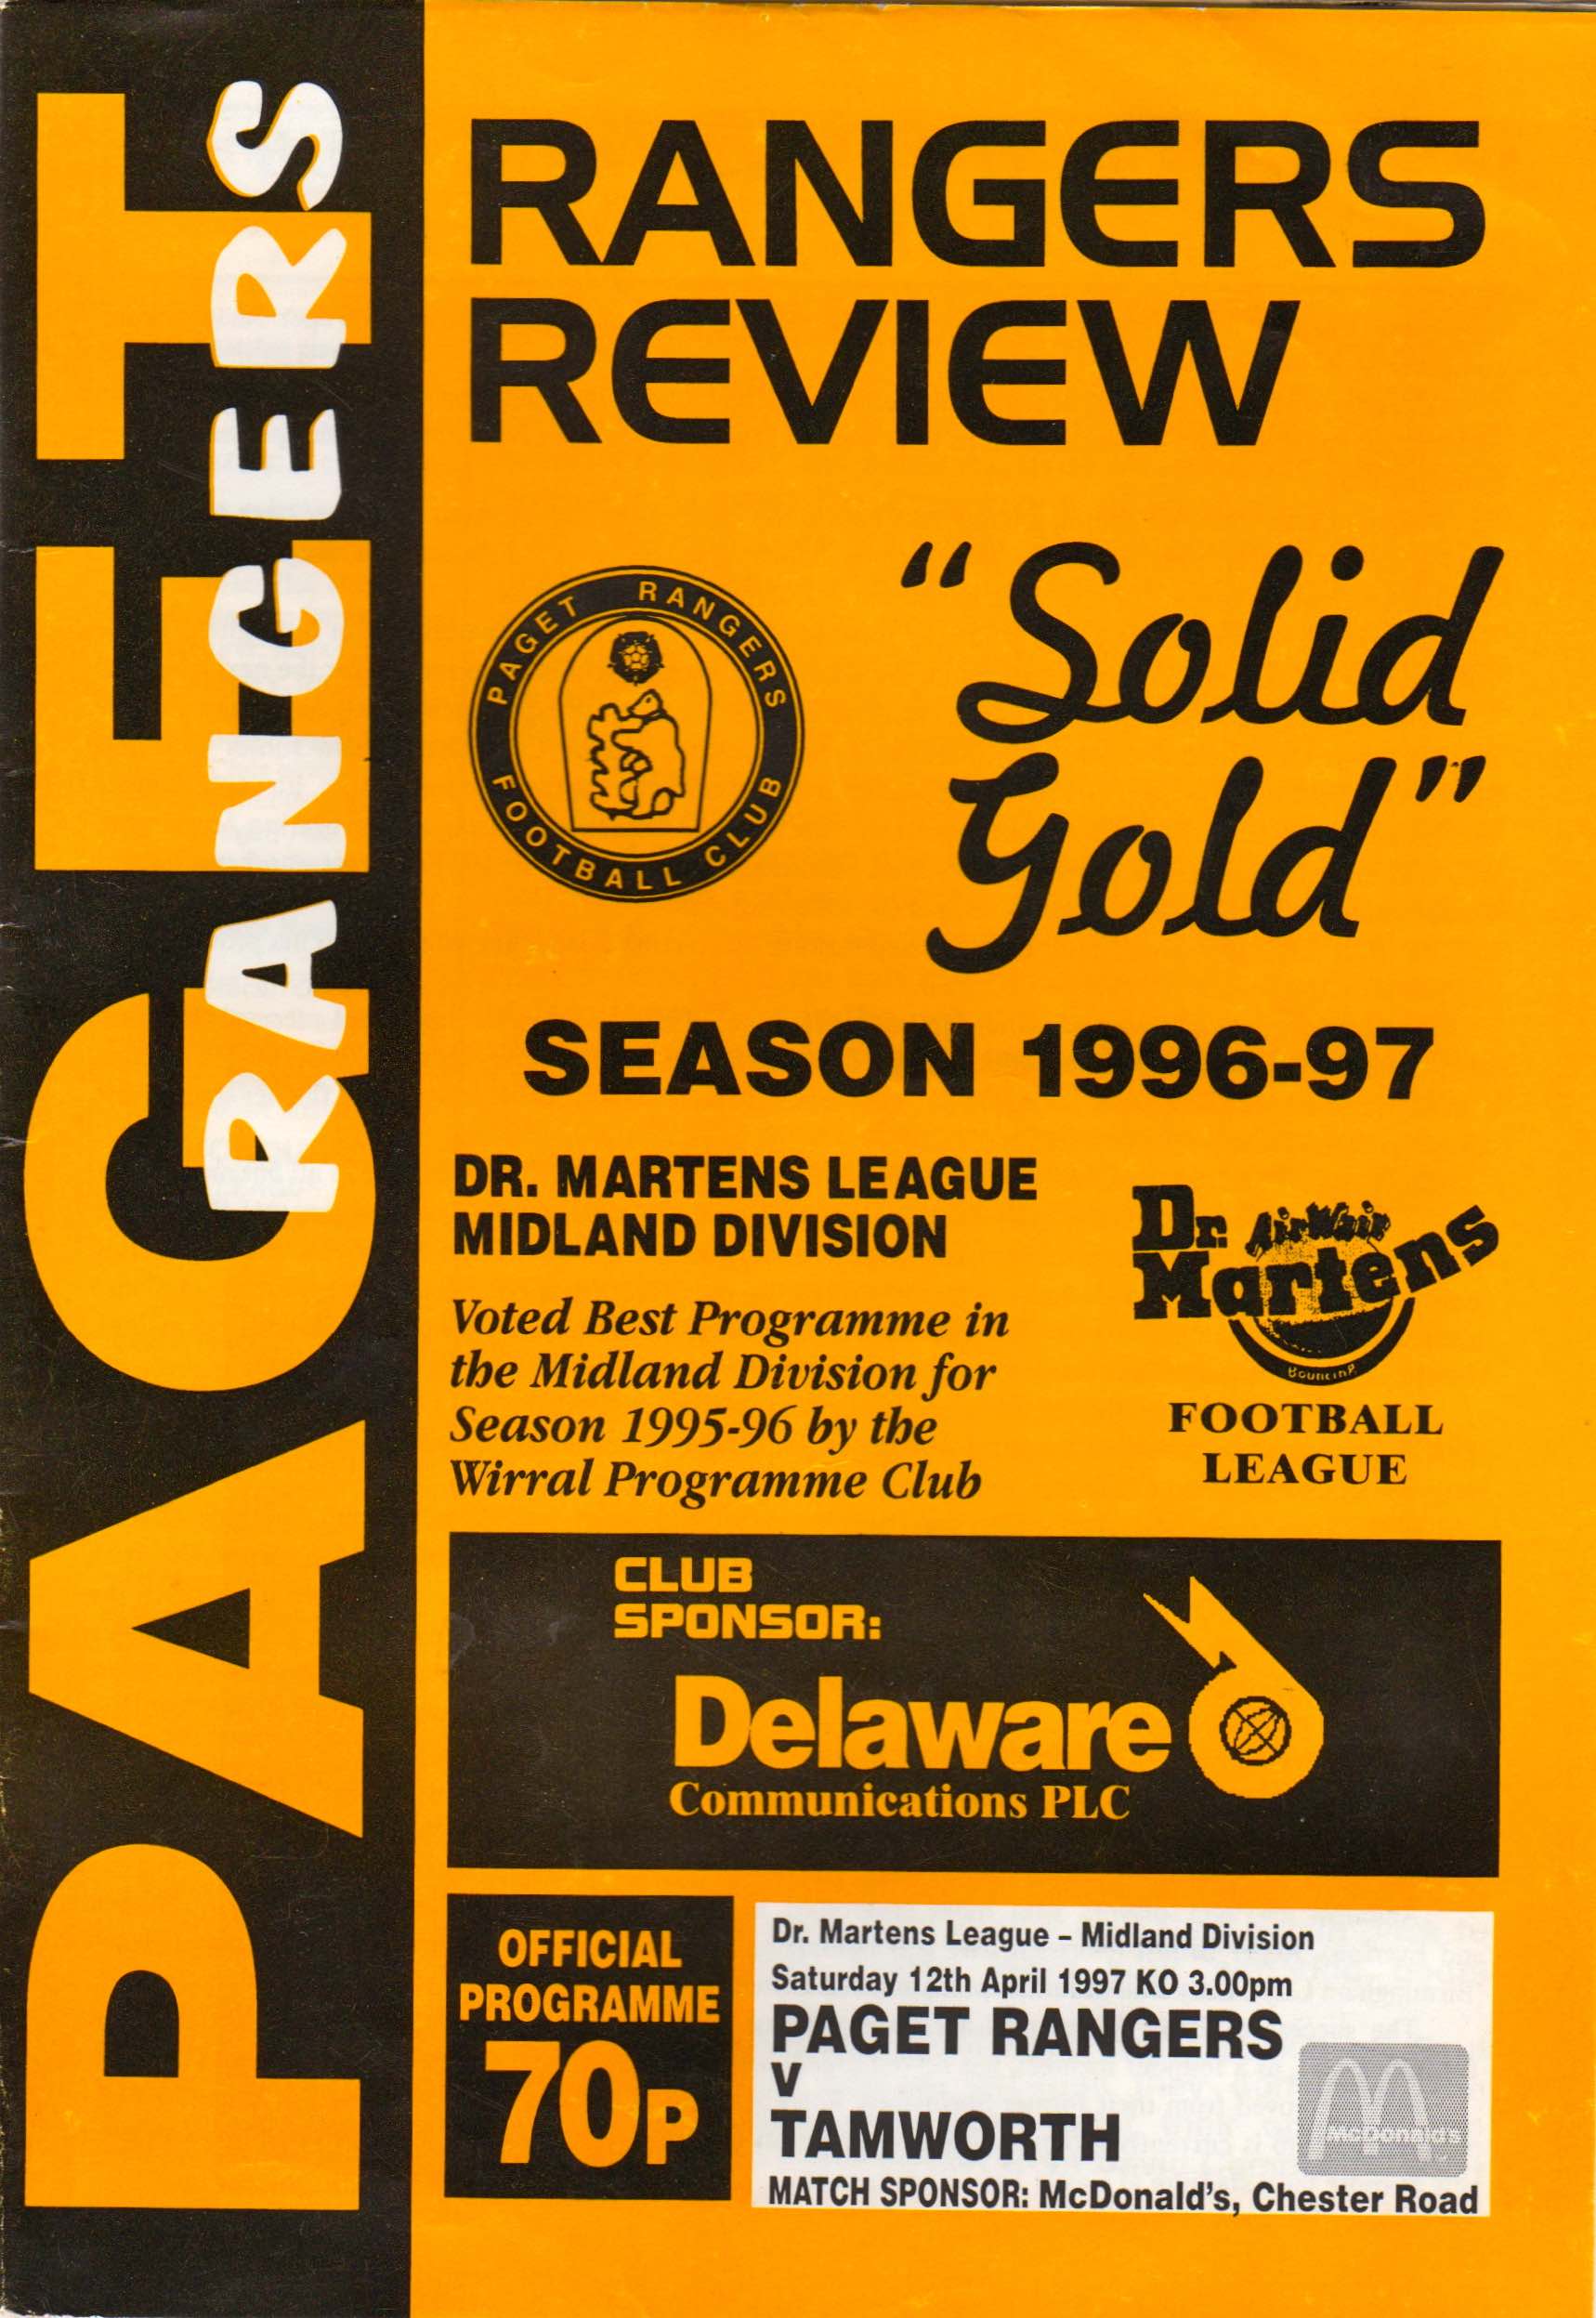 PAGET
RANGERS
RANGERS
REVIEW
PAGET RANGERS
FOOTBALL CLUB
"Solid
Gold"
SEASON 1996-97
DR. MARTENS LEAGUE
MIDLAND DIVISION
Voted Best Programme in
the Midland Division for
Season 1995-96 by the
Wirral Programme Club
Dr. AirWair
Martens
FOOTBALL
LEAGUE
CLUB
SPONSOR:
Delaware
Communications PLC
OFFICIAL
PROGRAMME
70P
Dr. Martens League – Midland Division
Saturday 12th April 1997 KO 3.00pm
PAGET RANGERS
V
TAMWORTH
McDonald's
MATCH SPONSOR: McDonald's, Chester Road